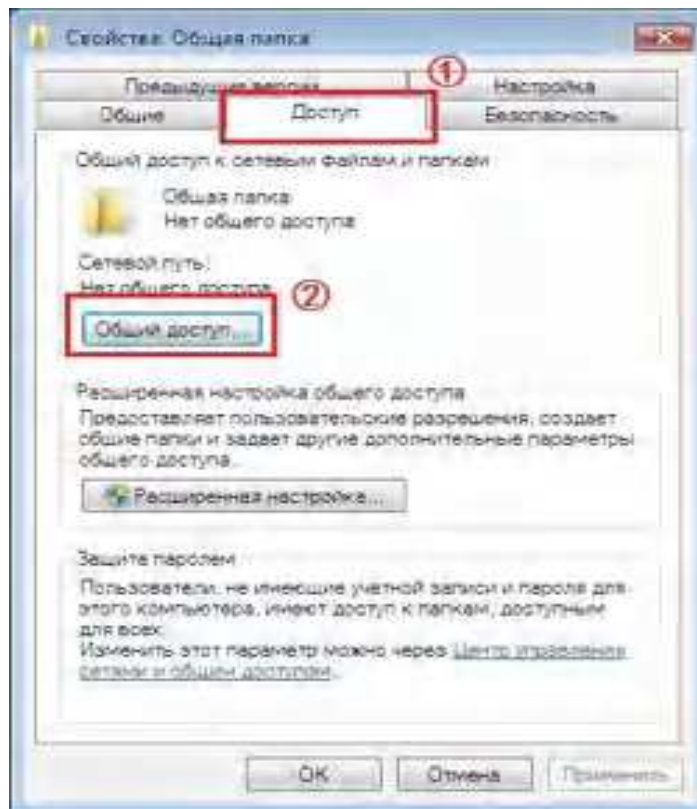 Свойства: Общая папка
Предыдущие версии
①
Настройка
Общие
Доступ
Безопасность
Общий доступ к сетевым файлам и папкам
Общая папка
Нет общего доступа
Сетевой путь:
Нет общего доступа
②
Общий доступ...
Расширенная настройка общего доступа
Предоставляет пользовательские разрешения, создает
общие папки и задает другие дополнительные параметры
общего доступа.
Расширенная настройка...
Защита паролем
Пользователи, не имеющие учетной записи и пароля для
этого компьютера, имеют доступ к папкам, доступным
для всех.
Изменить этот параметр можно через Центр управления
сетями и общим доступом.
OK
Отмена
Применить